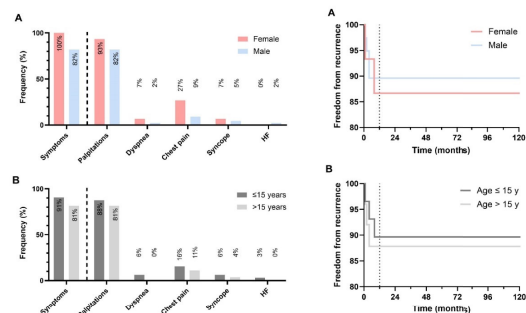 A
Frequency (%)
100
50
0
100%
82%
93%
82%
7%
2%
27%
9%
7%
5%
0%
2%
Female
Male
Symptoms
Palpitations
Dyspnea
Chest pain
Syncope
HF
A
Freedom from recurrence
100
95
90
85
80
0
24
48
72
96
120
Time (months)
Female
Male
B
Frequency (%)
100
50
0
91%
81%
88%
81%
6%
0%
16%
11%
6%
4%
3%
0%
≤15 years
>15 years
Symptoms
Palpitations
Dyspnea
Chest pain
Syncope
HF
B
Freedom from recurrence
100
95
90
85
80
0
24
48
72
96
120
Time (months)
Age ≤ 15 y
Age > 15 y